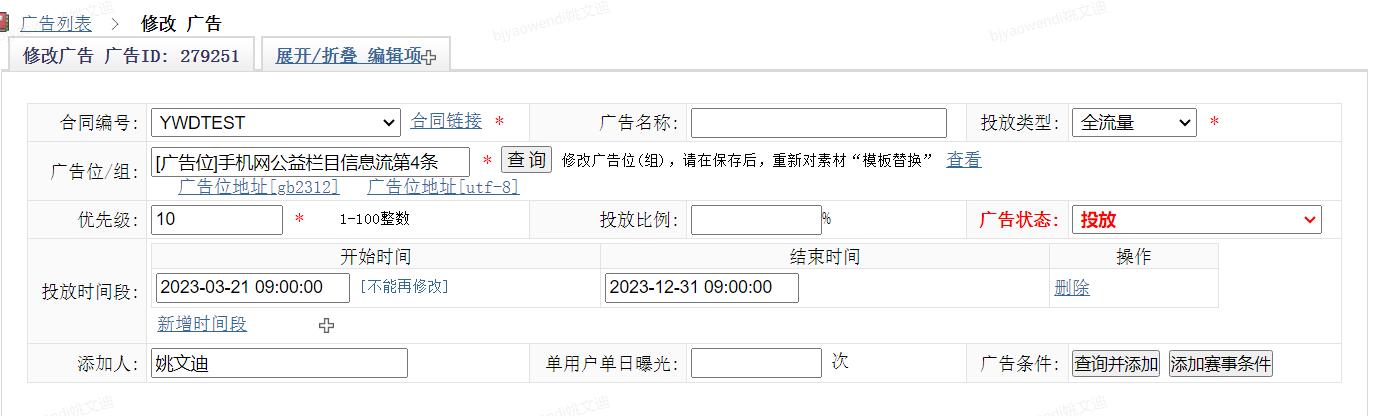 广告列表 > 修改 广告
修改广告 广告ID: 279251 展开/折叠 编辑项
合同编号: YWDTEST 合同链接 * 广告名称: 投放类型: 全流量 *
广告位/组: [广告位]手机网公益栏目信息流第4条 * 查 询 修改广告位(组), 请在保存后, 重新对素材“模板替换” 查看
广告位地址[gb2312] 广告位地址[utf-8]
优先级: 10 * 1-100整数 投放比例: % 广告状态: 投放
开始时间 结束时间 操作
投放时间段: 2023-03-21 09:00:00 [不能再修改] 2023-12-31 09:00:00 删除
新增时间段
添加人: 姚文迪 单用户单日曝光: 次 广告条件: 查询并添加 添加赛事条件
bjyaowendi姚文迪
bjyaowendi姚文迪